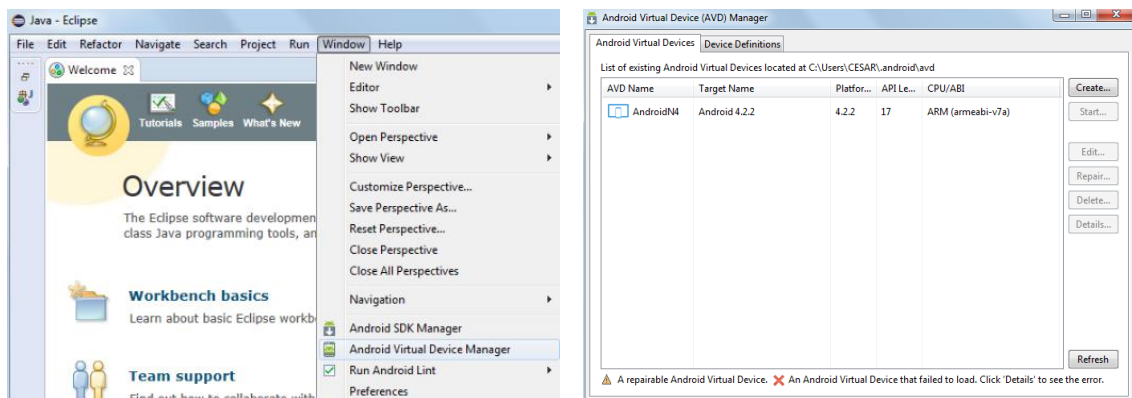 Java - Eclipse
File Edit Refactor Navigate Search Project Run Window Help
Welcome
Tutorials Samples What's New
Overview
The Eclipse software developmen
class Java programming tools, an
Workbench basics
Learn about basic Eclipse workb
Team support
New Window
Editor
Show Toolbar
Open Perspective
Show View
Customize Perspective...
Save Perspective As...
Reset Perspective...
Close Perspective
Close All Perspectives
Navigation
Android SDK Manager
Android Virtual Device Manager
Run Android Lint
Preferences
Android Virtual Device (AVD) Manager
Android Virtual Devices Device Definitions
List of existing Android Virtual Devices located at C:\Users\CESAR\.android\avd
AVD Name Target Name Platfor... API Le... CPU/ABI
AndroidN4 Android 4.2.2 4.2.2 17 ARM (armeabi-v7a)
Create...
Start...
Edit...
Repair...
Delete...
Details...
Refresh
A repairable Android Virtual Device. An Android Virtual Device that failed to load. Click 'Details' to see the error.